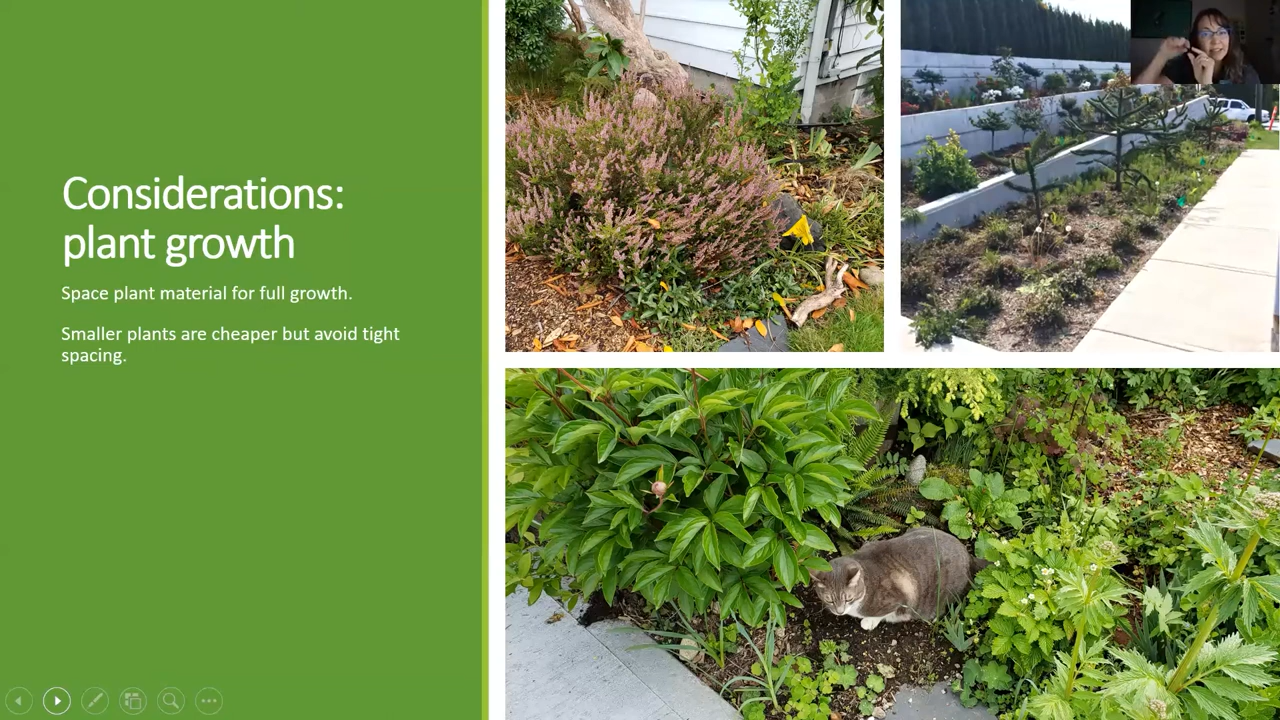 Considerations:
plant growth
Space plant material for full growth.
Smaller plants are cheaper but avoid tight
spacing.